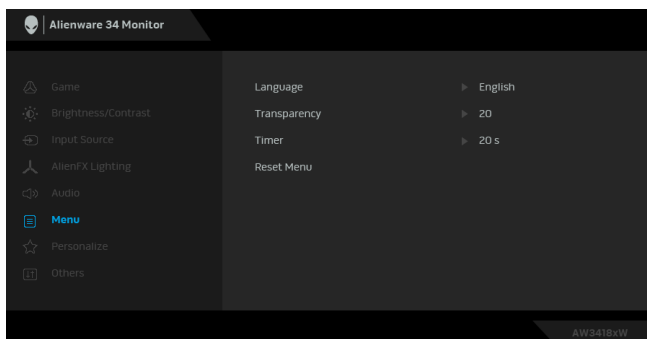 Alienware 34 Monitor
Game
Brightness/Contrast
Input Source
AlienFX Lighting
Audio
Menu
Personalize
Others
Language English
Transparency 20
Timer 20 s
Reset Menu
AW3418xW